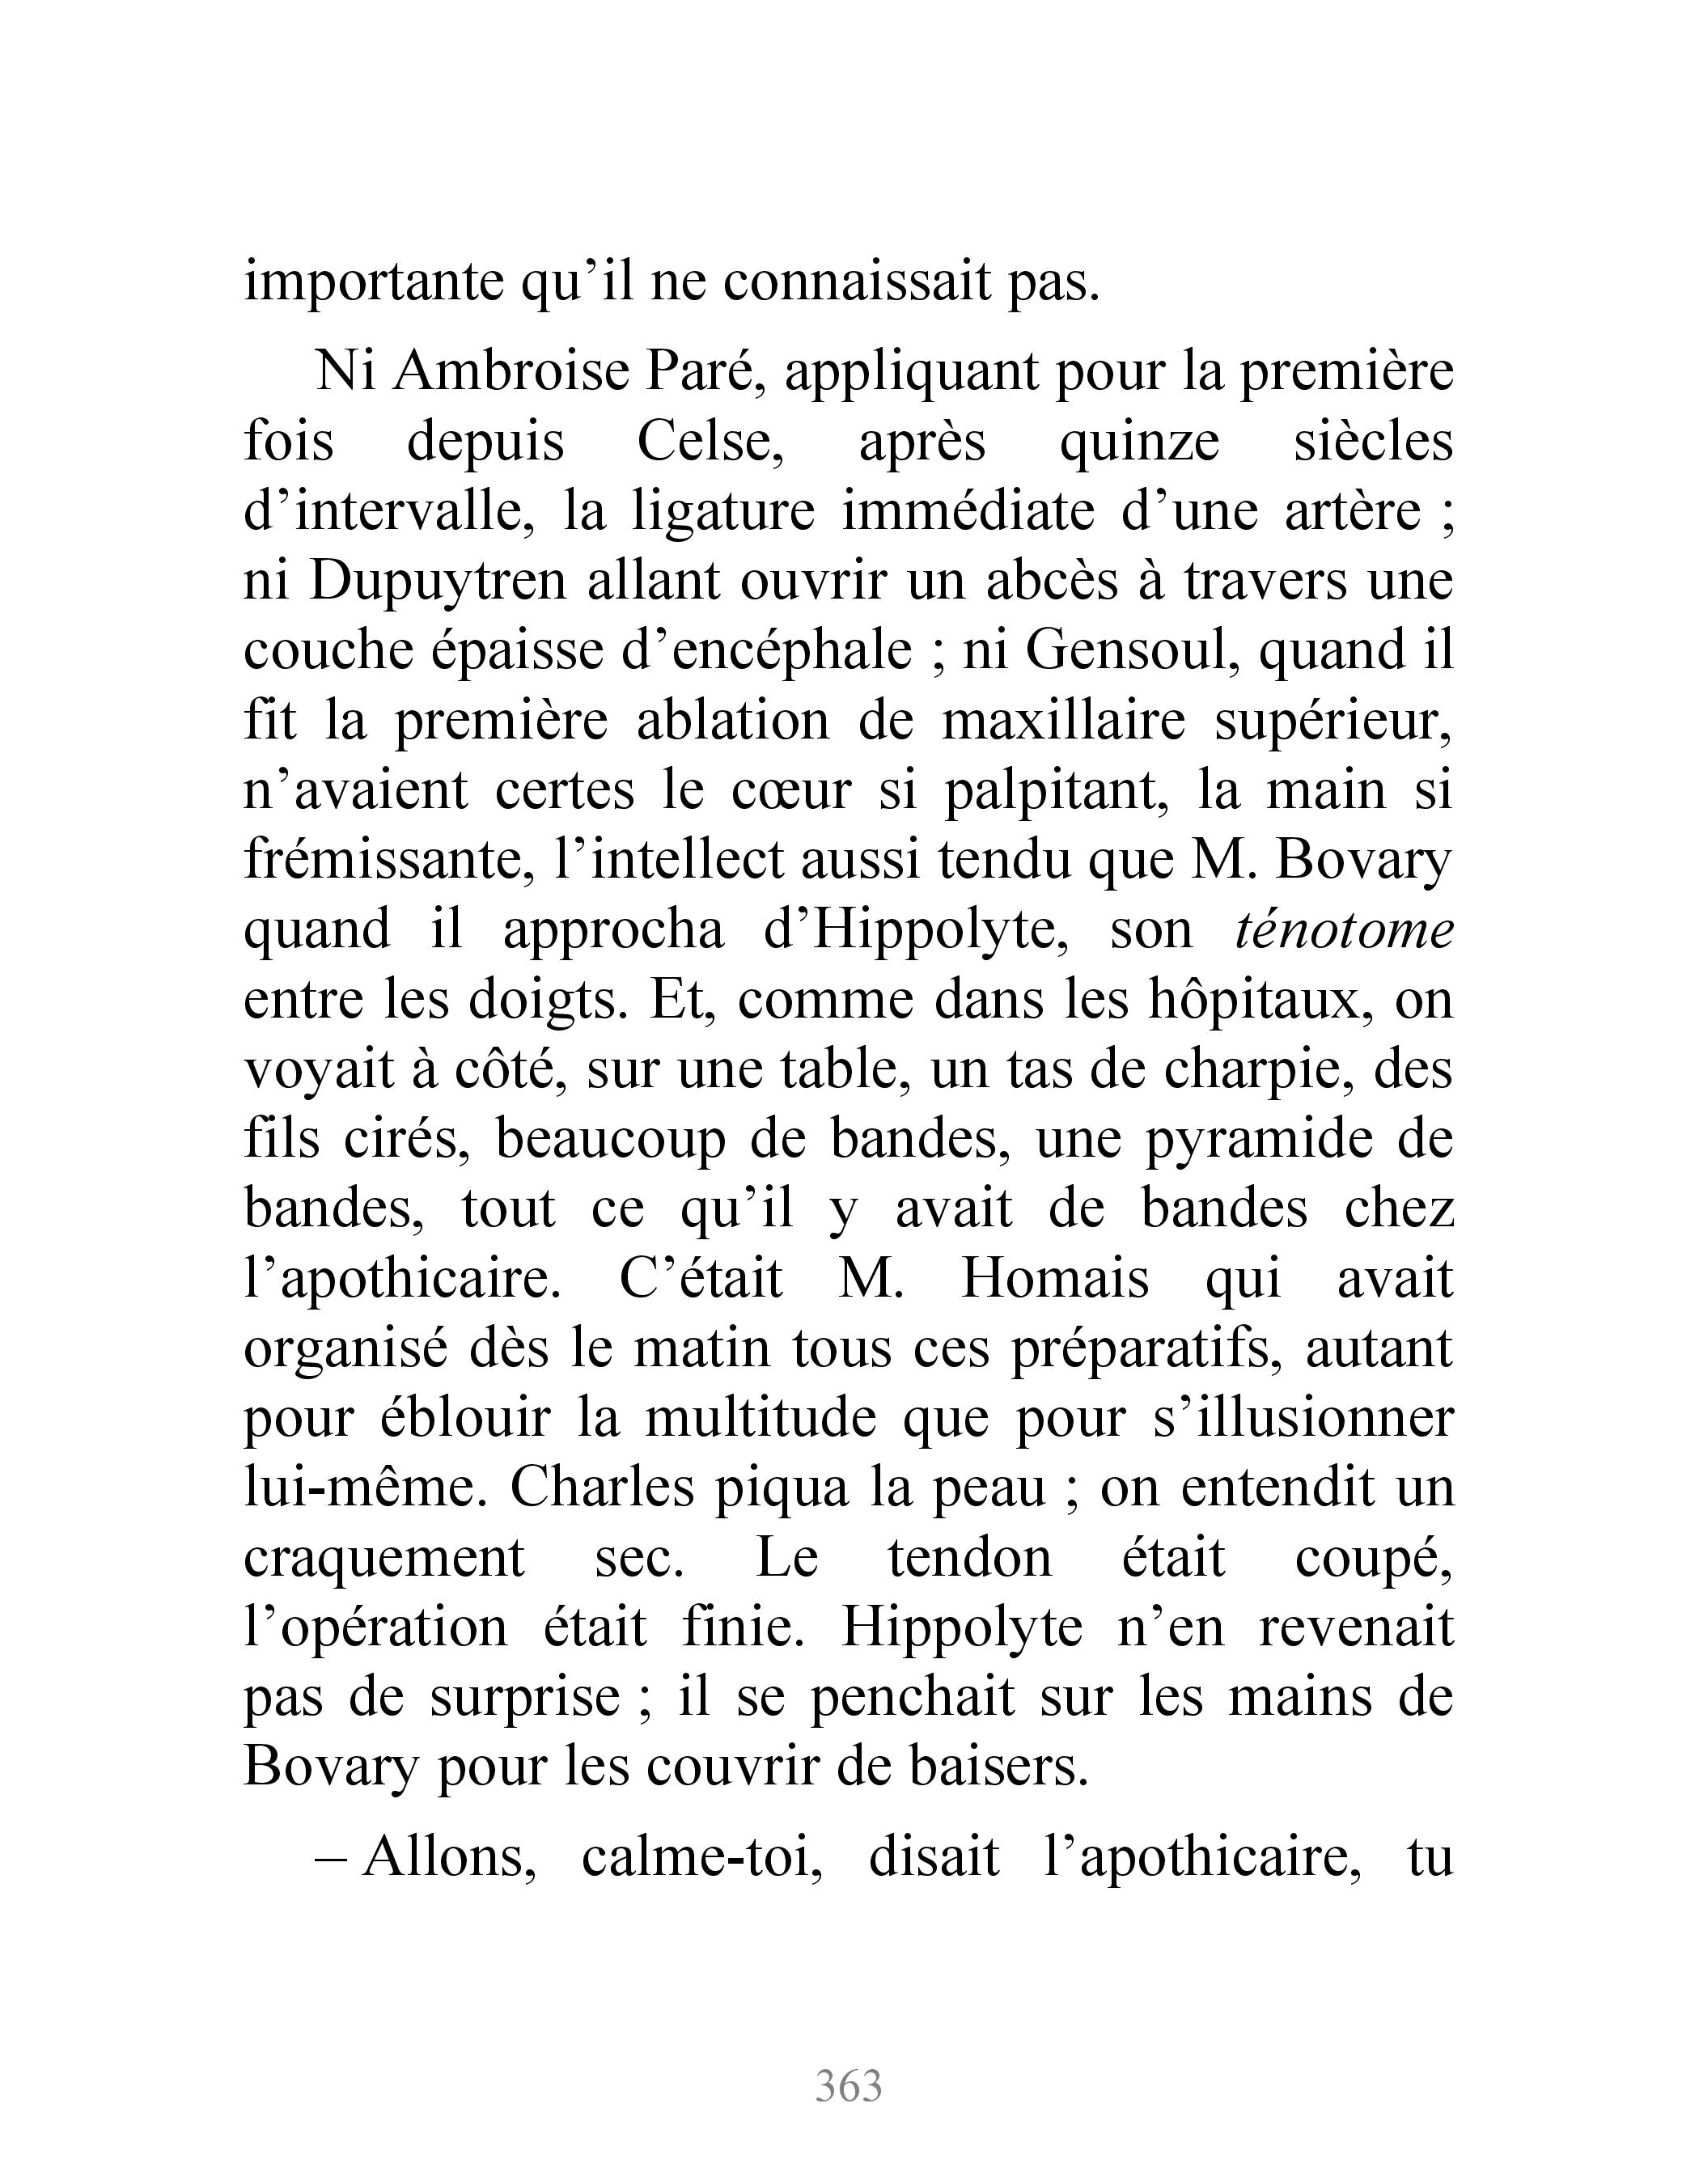 importante qu’il ne connaissait pas.
Ni Ambroise Paré, appliquant pour la première
fois depuis Celse, après quinze siècles
d’intervalle, la ligature immédiate d’une artère ;
ni Dupuytren allant ouvrir un abcès à travers une
couche épaisse d’encéphale ; ni Gensoul, quand il
fit la première ablation de maxillaire supérieur,
n’avaient certes le cœur si palpitant, la main si
frémissante, l’intellect aussi tendu que M. Bovary
quand il approcha d’Hippolyte, son ténotome
entre les doigts. Et, comme dans les hôpitaux, on
voyait à côté, sur une table, un tas de charpie, des
fils cirés, beaucoup de bandes, une pyramide de
bandes, tout ce qu’il y avait de bandes chez
l’apothicaire. C’était M. Homais qui avait
organisé dès le matin tous ces préparatifs, autant
pour éblouir la multitude que pour s’illusionner
lui-même. Charles piqua la peau ; on entendit un
craquement sec. Le tendon était coupé,
l’opération était finie. Hippolyte n’en revenait
pas de surprise ; il se penchait sur les mains de
Bovary pour les couvrir de baisers.
– Allons, calme-toi, disait l’apothicaire, tu
363